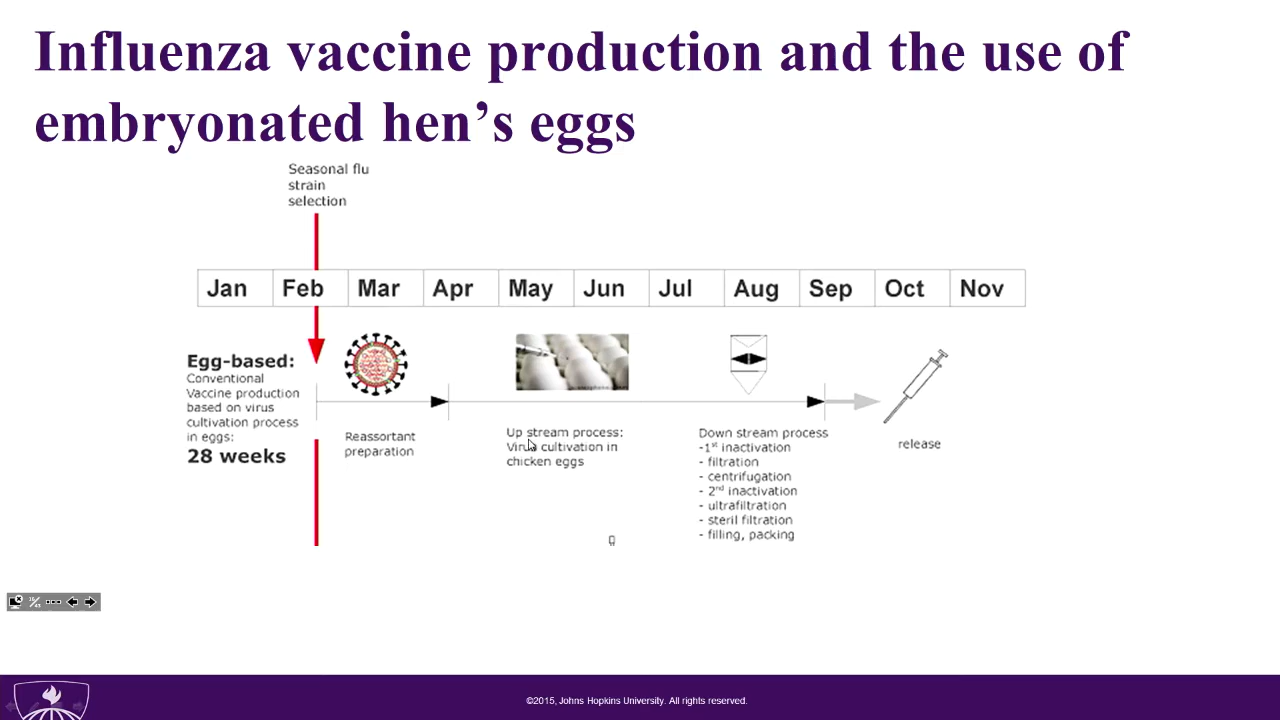 Influenza vaccine production and the use of
embryonated hen's eggs
Seasonal flu
strain
selection
Jan Feb Mar Apr May Jun Jul Aug Sep Oct Nov
Egg-based:
Conventional
Vaccine production
based on virus
cultivation process
in eggs:
28 weeks
Reassortant
preparation
Up stream process:
Virus cultivation in
chicken eggs
Down stream process
-1st inactivation
- filtration
- centrifugation
- 2nd inactivation
- ultrafiltration
- steril filtration
- filling, packing
release
©2015, Johns Hopkins University. All rights reserved.